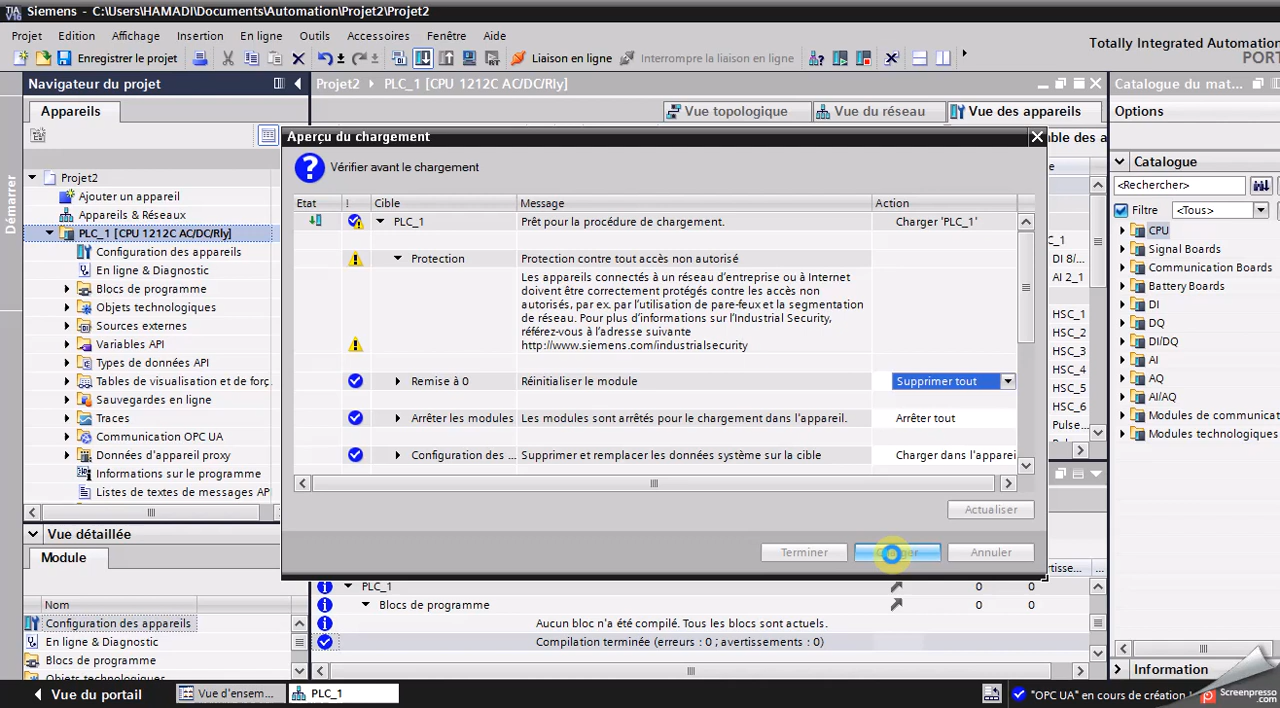 Siemens - C:\Users\HAMADI\Documents\Automation\Projet2\Projet2
Projet Edition Affichage Insertion En ligne Outils Accessoires Fenêtre Aide
Totally Integrated Automation
PORT
Enregistrer le projet
Liaison en ligne
Interrompre la liaison en ligne
Navigateur du projet
Projet2 PLC_1 [CPU 1212C AC/DC/Rly]
Catalogue du mat...
Appareils
Vue topologique
Vue du réseau
Vue des appareils
Options
Démarrer
Projet2
Ajouter un appareil
Appareils & Réseaux
PLC_1 [CPU 1212C AC/DC/Rly]
Configuration des appareils
En ligne & Diagnostic
Blocs de programme
Objets technologiques
Sources externes
Variables API
Types de données API
Tables de visualisation et de forç
Sauvegardes en ligne
Traces
Communication OPC UA
Données d'appareil proxy
Informations sur le programme
Listes de textes de messages API
Aperçu du chargement
Vérifier avant le chargement
Etat ! Cible Message Action
PLC_1 Prêt pour la procédure de chargement. Charger 'PLC_1'
Protection Protection contre tout accès non autorisé
Les appareils connectés à un réseau d'entreprise ou à Internet
doivent être correctement protégés contre les accès non
autorisés, par ex. par l'utilisation de pare-feux et la segmentation
de réseau. Pour plus d'informations sur l'Industrial Security,
référez-vous à l'adresse suivante
http://www.siemens.com/industrialsecurity
Remise à 0 Réinitialiser le module Supprimer tout
Arrêter les modules Les modules sont arrêtés pour le chargement dans l'appareil. Arrêter tout
Configuration des ... Supprimer et remplacer les données système sur la cible Charger dans l'apparei
Actualiser
Terminer
Annuler
ble des a
DI 8/
AI 2_1
HSC_1
HSC_2
HSC_3
HSC_4
HSC_5
HSC_6
Pulse
Catalogue
<Rechercher>
Filtre <Tous>
CPU
Signal Boards
Communication Boards
Battery Boards
DI
DQ
DI/DQ
AI
AQ
AI/AQ
Modules de communicat
Modules technologiques
Information
Vue détaillée
Module
Nom
Configuration des appareils
En ligne & Diagnostic
Blocs de programme
tisse... ...
PLC_1 0 0
Blocs de programme 0 0
Aucun bloc n'a été compilé. Tous les blocs sont actuels.
Compilation terminée (erreurs : 0 ; avertissements : 0)
Vue du portail
Vue d'ensem...
PLC_1
"OPC UA" en cours de création
Screenpresso
.com